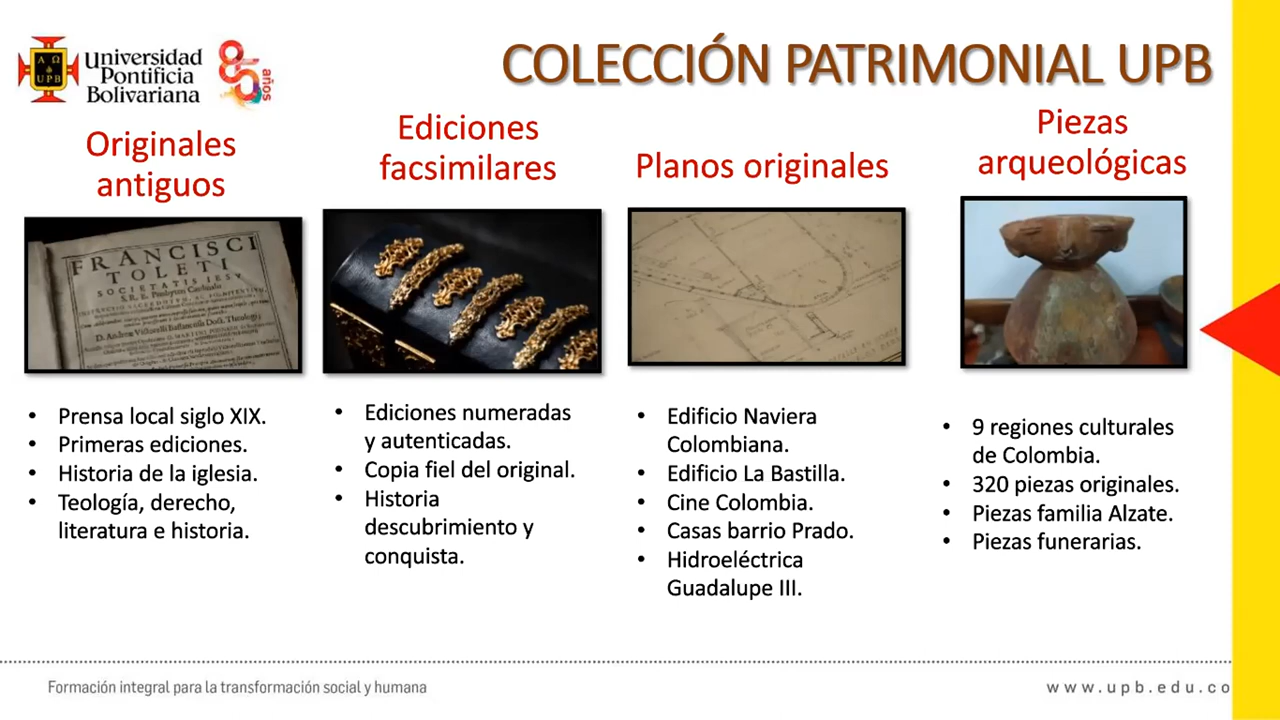 Universidad
Pontificia
Bolivariana
85 años
COLECCIÓN PATRIMONIAL UPB
Originales
antiguos
FRANCISCI
TOLETI
SOCIETATIS IESV
• Prensa local siglo XIX.
• Primeras ediciones.
• Historia de la iglesia.
• Teología, derecho,
literatura e historia.
Ediciones
facsimilares
• Ediciones numeradas
y autenticadas.
• Copia fiel del original.
• Historia
descubrimiento y
conquista.
Planos originales
• Edificio Naviera
Colombiana.
• Edificio La Bastilla.
• Cine Colombia.
• Casas barrio Prado.
• Hidroeléctrica
Guadalupe III.
Piezas
arqueológicas
• 9 regiones culturales
de Colombia.
• 320 piezas originales.
• Piezas familia Alzate.
• Piezas funerarias.
Formación integral para la transformación social y humana
www.upb.edu.co